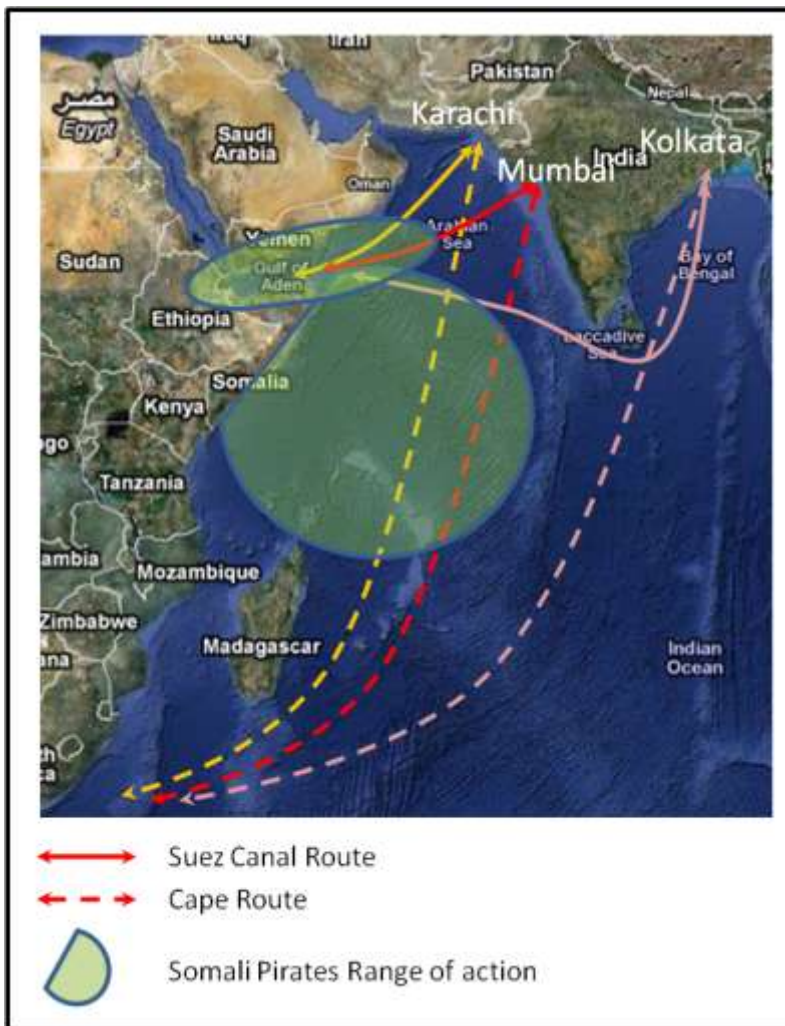 Iraq
Iran
Pakistan
Nepal
مصر
Egypt
Saudi
Arabia
Karachi
Kolkata
India
Mumbai
Oman
Arabian
Sea
Bay of
Bengal
Yemen
Gulf of
Aden
Sudan
Ethiopia
Laccadive
Sea
Somalia
Kenya
Tanzania
Mozambique
Zimbabwe
Madagascar
Indian
Ocean
Suez Canal Route
Cape Route
Somali Pirates Range of action